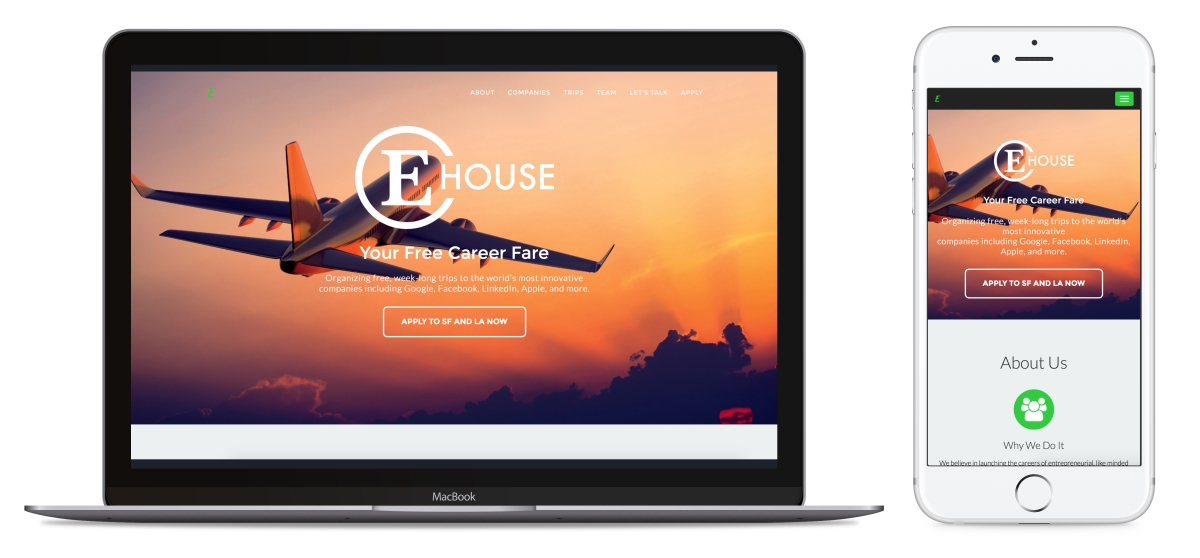 E
ABOUT COMPANIES TRIPS TEAM LET'S TALK APPLY
E HOUSE
Your Free Career Fare
Organizing free, week-long trips to the world's most innovative
companies including Google, Facebook, LinkedIn, Apple, and more.
APPLY TO SF AND LA NOW
MacBook
E
E HOUSE
Your Free Career Fare
Organizing free, week-long trips to the world's
most innovative
companies including Google, Facebook, LinkedIn,
Apple, and more.
APPLY TO SF AND LA NOW
About Us
Why We Do It
We believe in launching the careers of entrepreneurial, like minded